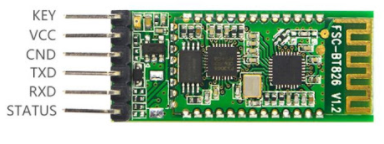 KEY
VCC
CND
TXD
RXD
STATUS
FSC-BT826 V1.2